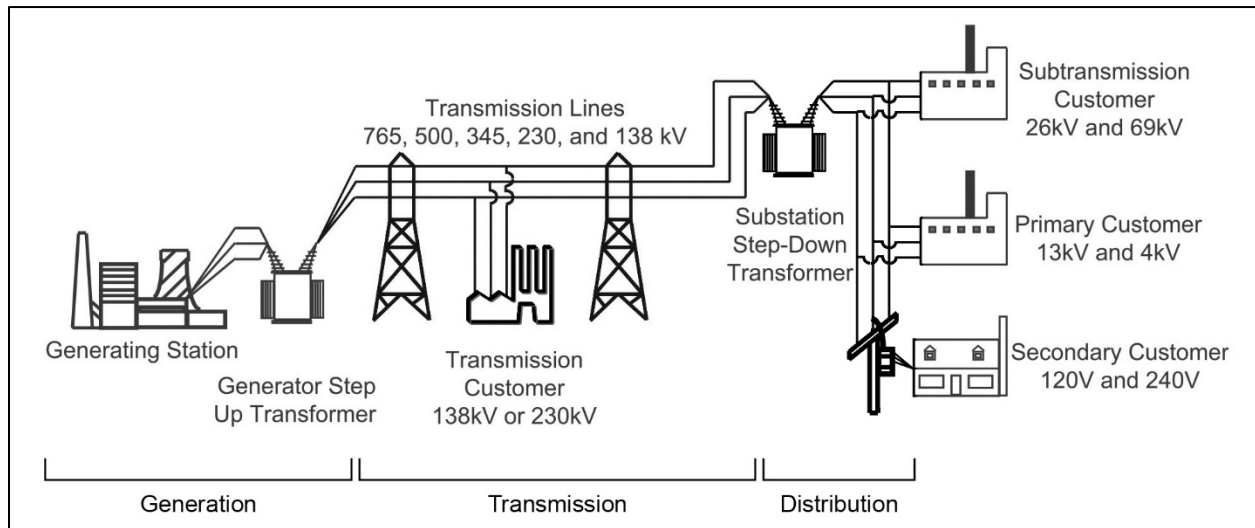 Transmission Lines
765, 500, 345, 230, and 138 kV
Subtransmission
Customer
26kV and 69kV
Substation
Step-Down
Transformer
Primary Customer
13kV and 4kV
Generating Station
Generator Step
Up Transformer
Transmission
Customer
138kV or 230kV
Secondary Customer
120V and 240V
Generation
Transmission
Distribution